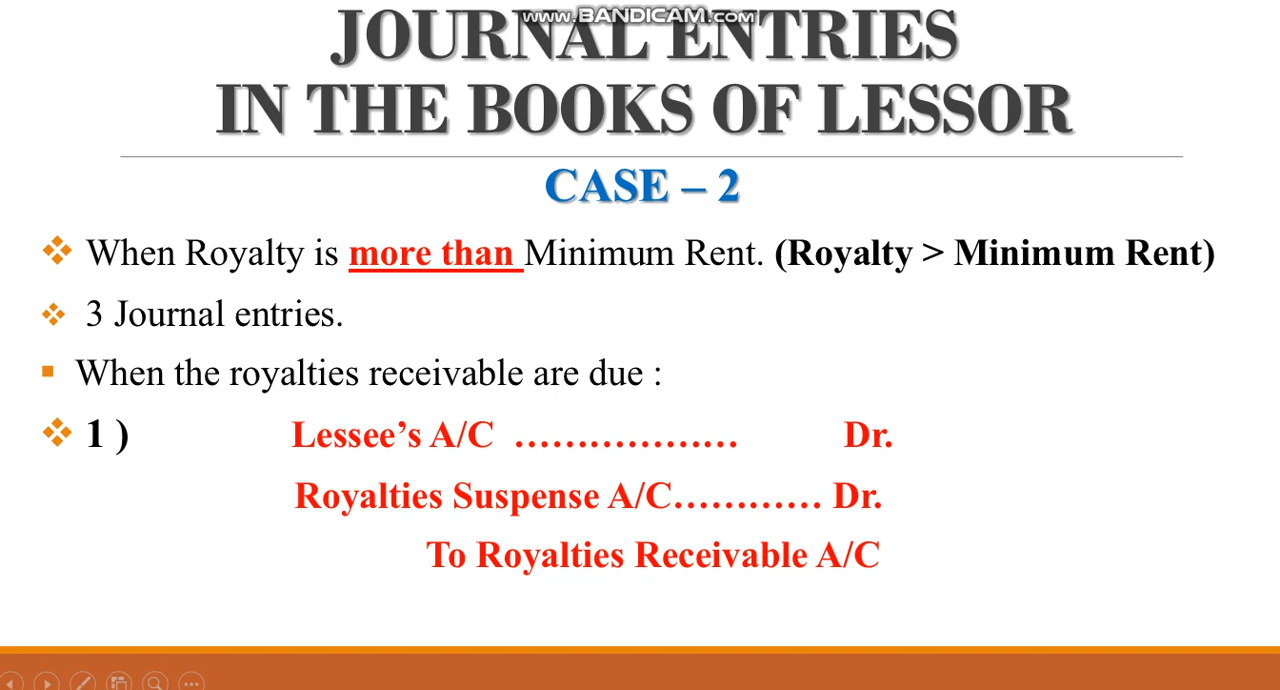 www.BANDICAM.com
JOURNAL ENTRIES
IN THE BOOKS OF LESSOR
CASE – 2
When Royalty is more than Minimum Rent. (Royalty > Minimum Rent)
3 Journal entries.
When the royalties receivable are due :
1 ) Lessee’s A/C ……………… Dr.
Royalties Suspense A/C………… Dr.
To Royalties Receivable A/C